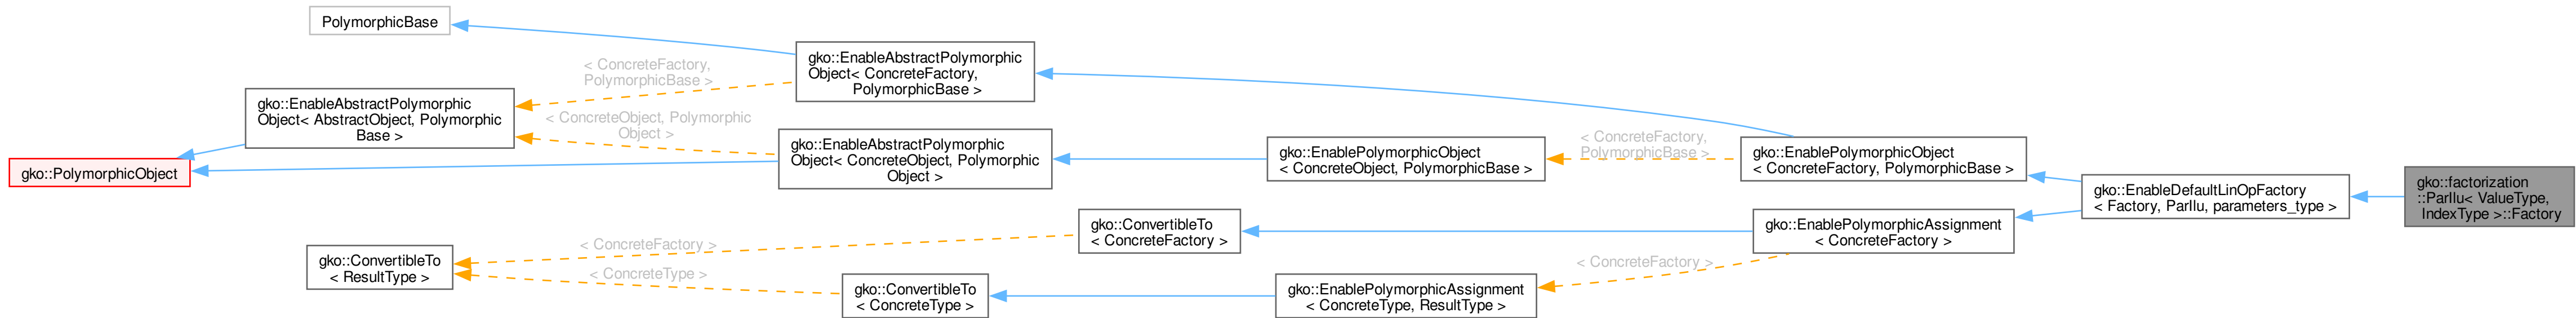 PolymorphicBase
gko::EnableAbstractPolymorphic
Object< ConcreteFactory,
PolymorphicBase >
< ConcreteFactory,
PolymorphicBase >
gko::EnableAbstractPolymorphic
Object< AbstractObject, Polymorphic
Base >
< ConcreteObject, Polymorphic
Object >
gko::EnableAbstractPolymorphic
Object< ConcreteObject, Polymorphic
Object >
gko::PolymorphicObject
gko::EnablePolymorphicObject
< ConcreteObject, PolymorphicBase >
< ConcreteFactory,
PolymorphicBase >
gko::EnablePolymorphicObject
< ConcreteFactory, PolymorphicBase >
gko::EnableDefaultLinOpFactory
< Factory, ParIlu, parameters_type >
gko::factorization
::ParIlu< ValueType,
IndexType >::Factory
gko::ConvertibleTo
< ConcreteFactory >
gko::EnablePolymorphicAssignment
< ConcreteFactory >
< ConcreteFactory >
gko::ConvertibleTo
< ResultType >
< ConcreteType >
gko::ConvertibleTo
< ConcreteType >
gko::EnablePolymorphicAssignment
< ConcreteType, ResultType >
< ConcreteFactory >